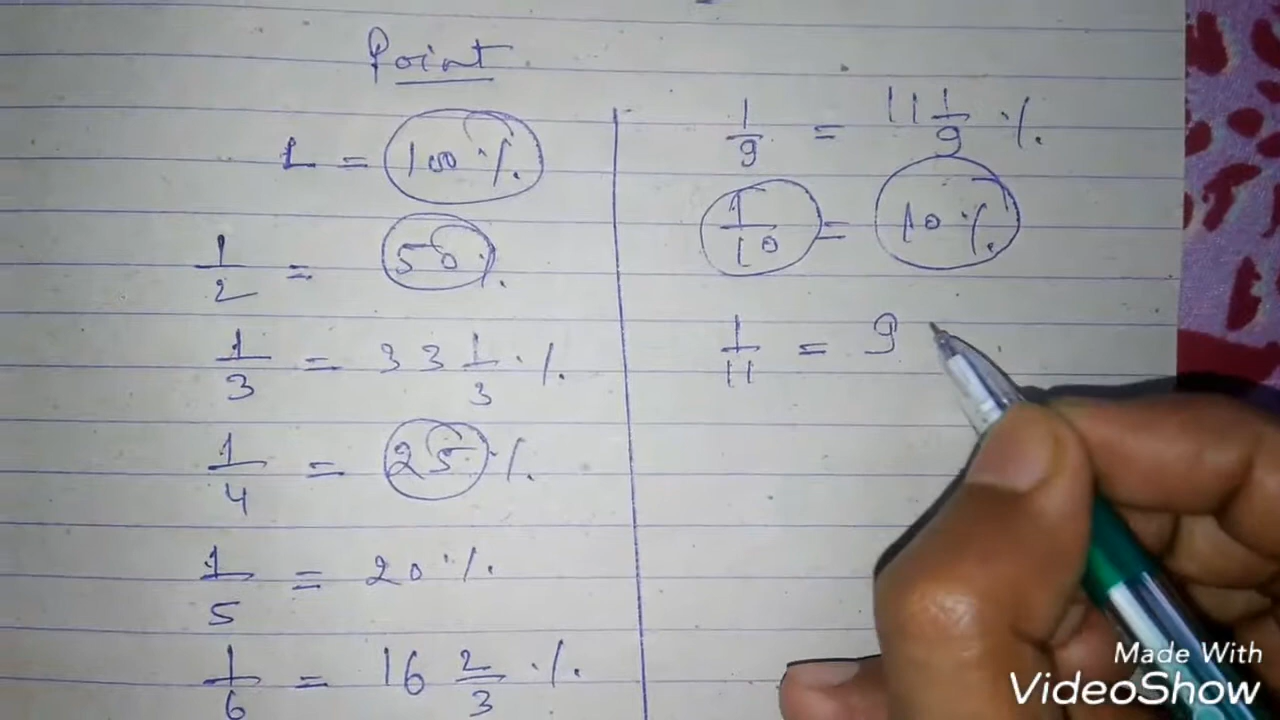 Point
1 = 100 %.
1/2 = 50 %.
1/3 = 33 1/3 %.
1/4 = 25 %.
1/5 = 20 %.
1/6 = 16 2/3 %.
1/9 = 11 1/9 %.
1/10 = 10 %.
1/11 = 9
Made With
VideoShow